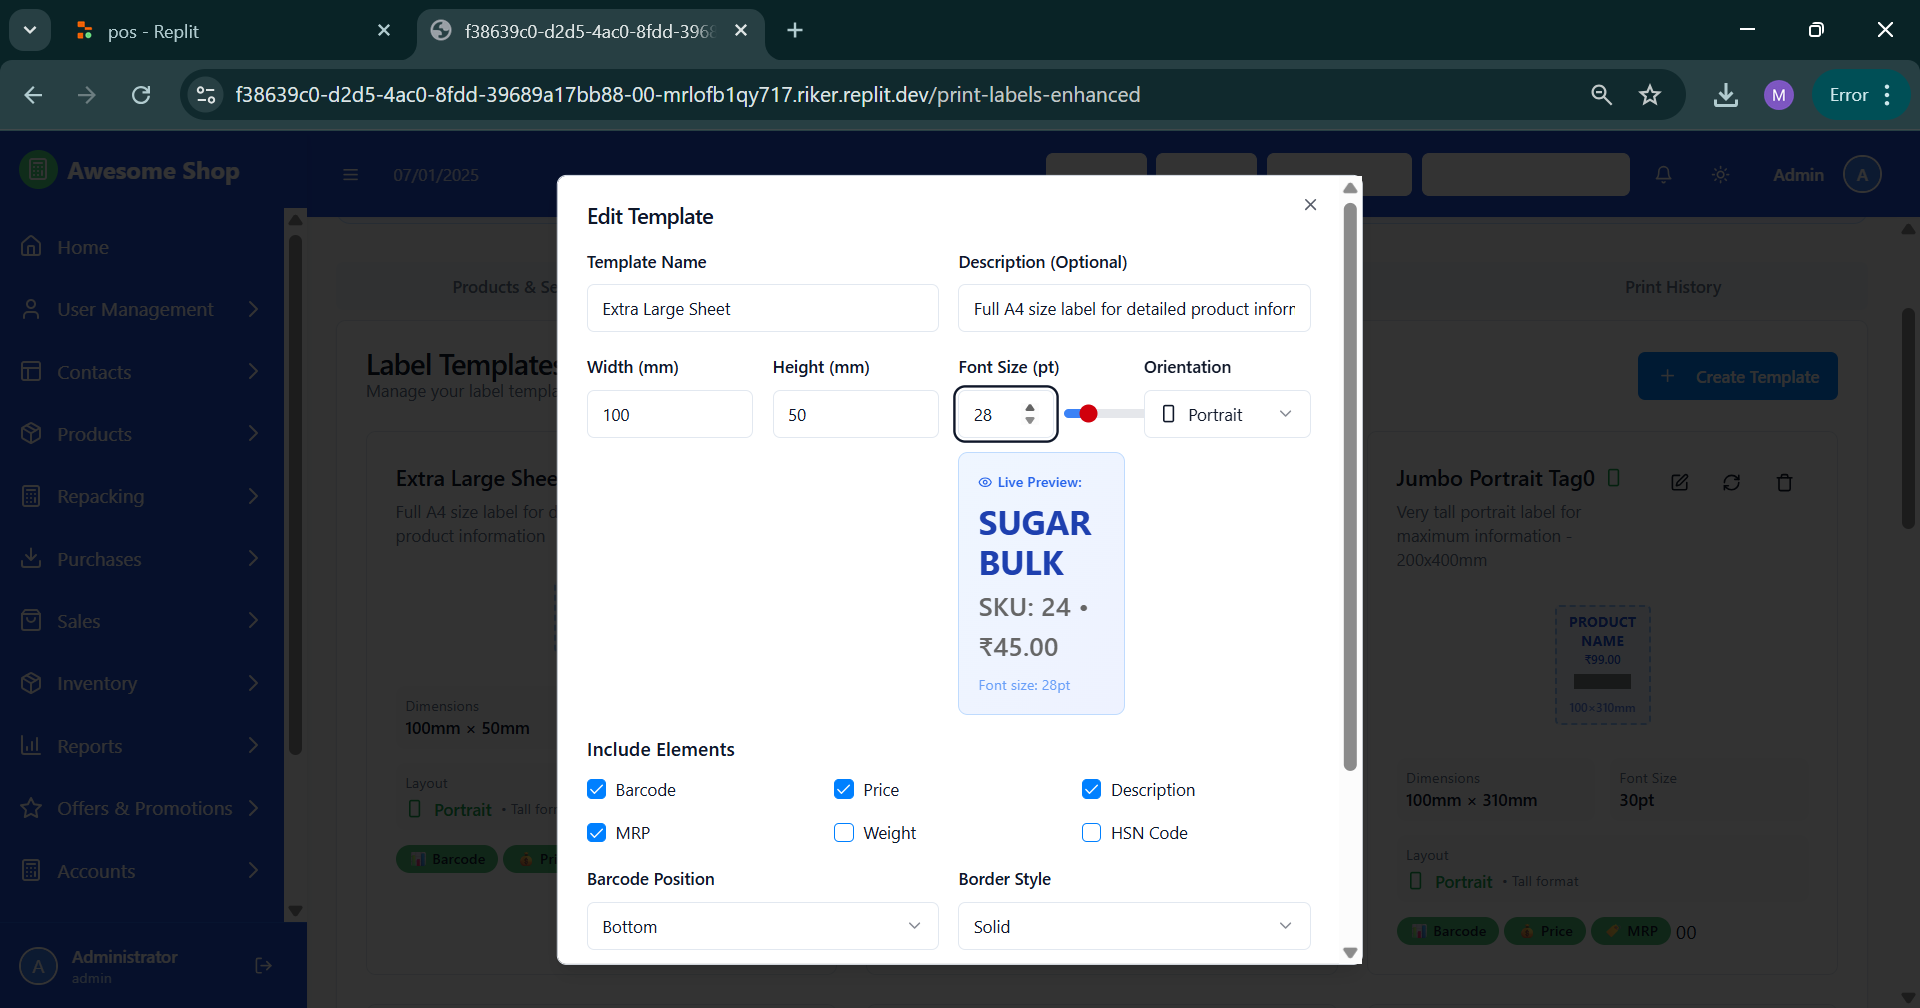 pos - Replit
f38639c0-d2d5-4ac0-8fdd-3968
f38639c0-d2d5-4ac0-8fdd-39689a17bb88-00-mrlofb1qy717.riker.replit.dev/print-labels-enhanced
M
Error
Awesome Shop
07/01/2025
Admin
A
Home
User Management
Contacts
Products
Repacking
Purchases
Sales
Inventory
Reports
Offers & Promotions
Accounts
A
Administrator
admin
Products & Se
Print History
Label Templates
Manage your label templa
Create Template
Extra Large Shee
Full A4 size label for d
product information
Dimensions
100mm × 50mm
Layout
Portrait • Tall for
Barcode
Pri
Edit Template
Template Name
Description (Optional)
Extra Large Sheet
Full A4 size label for detailed product inforr
Width (mm)
Height (mm)
Font Size (pt)
Orientation
100
50
28
Portrait
Live Preview:
SUGAR
BULK
SKU: 24 •
₹45.00
Font size: 28pt
Include Elements
Barcode
Price
Description
MRP
Weight
HSN Code
Barcode Position
Border Style
Bottom
Solid
Jumbo Portrait Tag0
Very tall portrait label for
maximum information -
200x400mm
PRODUCT
NAME
₹99.00
100×310mm
Dimensions
100mm × 310mm
Font Size
30pt
Layout
Portrait • Tall format
Barcode
Price
MRP
00